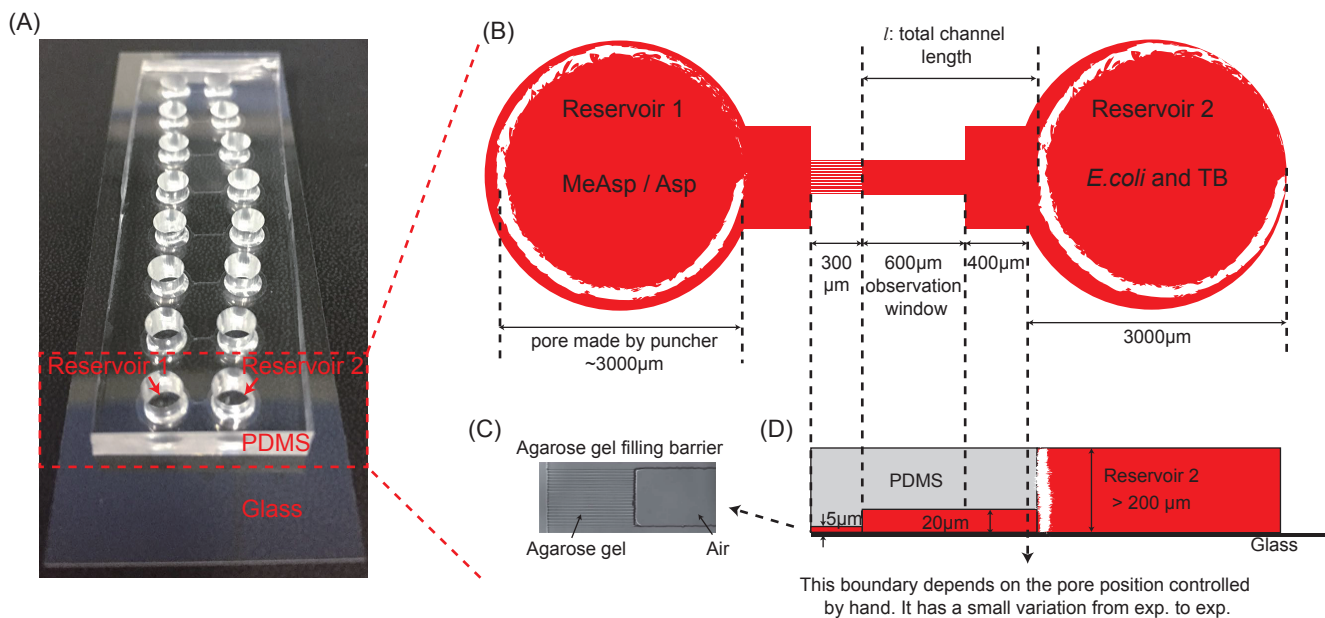 (A)
Reservoir 1
Reservoir 2
PDMS
Glass
(B)
l: total channel
length
Reservoir 1
MeAsp / Asp
Reservoir 2
E.coli and TB
300
µm
600µm
observation
window
400µm
pore made by puncher
~3000µm
3000µm
(C)
Agarose gel filling barrier
Agarose gel
Air
(D)
PDMS
Reservoir 2
> 200 µm
5µm
20µm
Glass
This boundary depends on the pore position controlled
by hand. It has a small variation from exp. to exp.